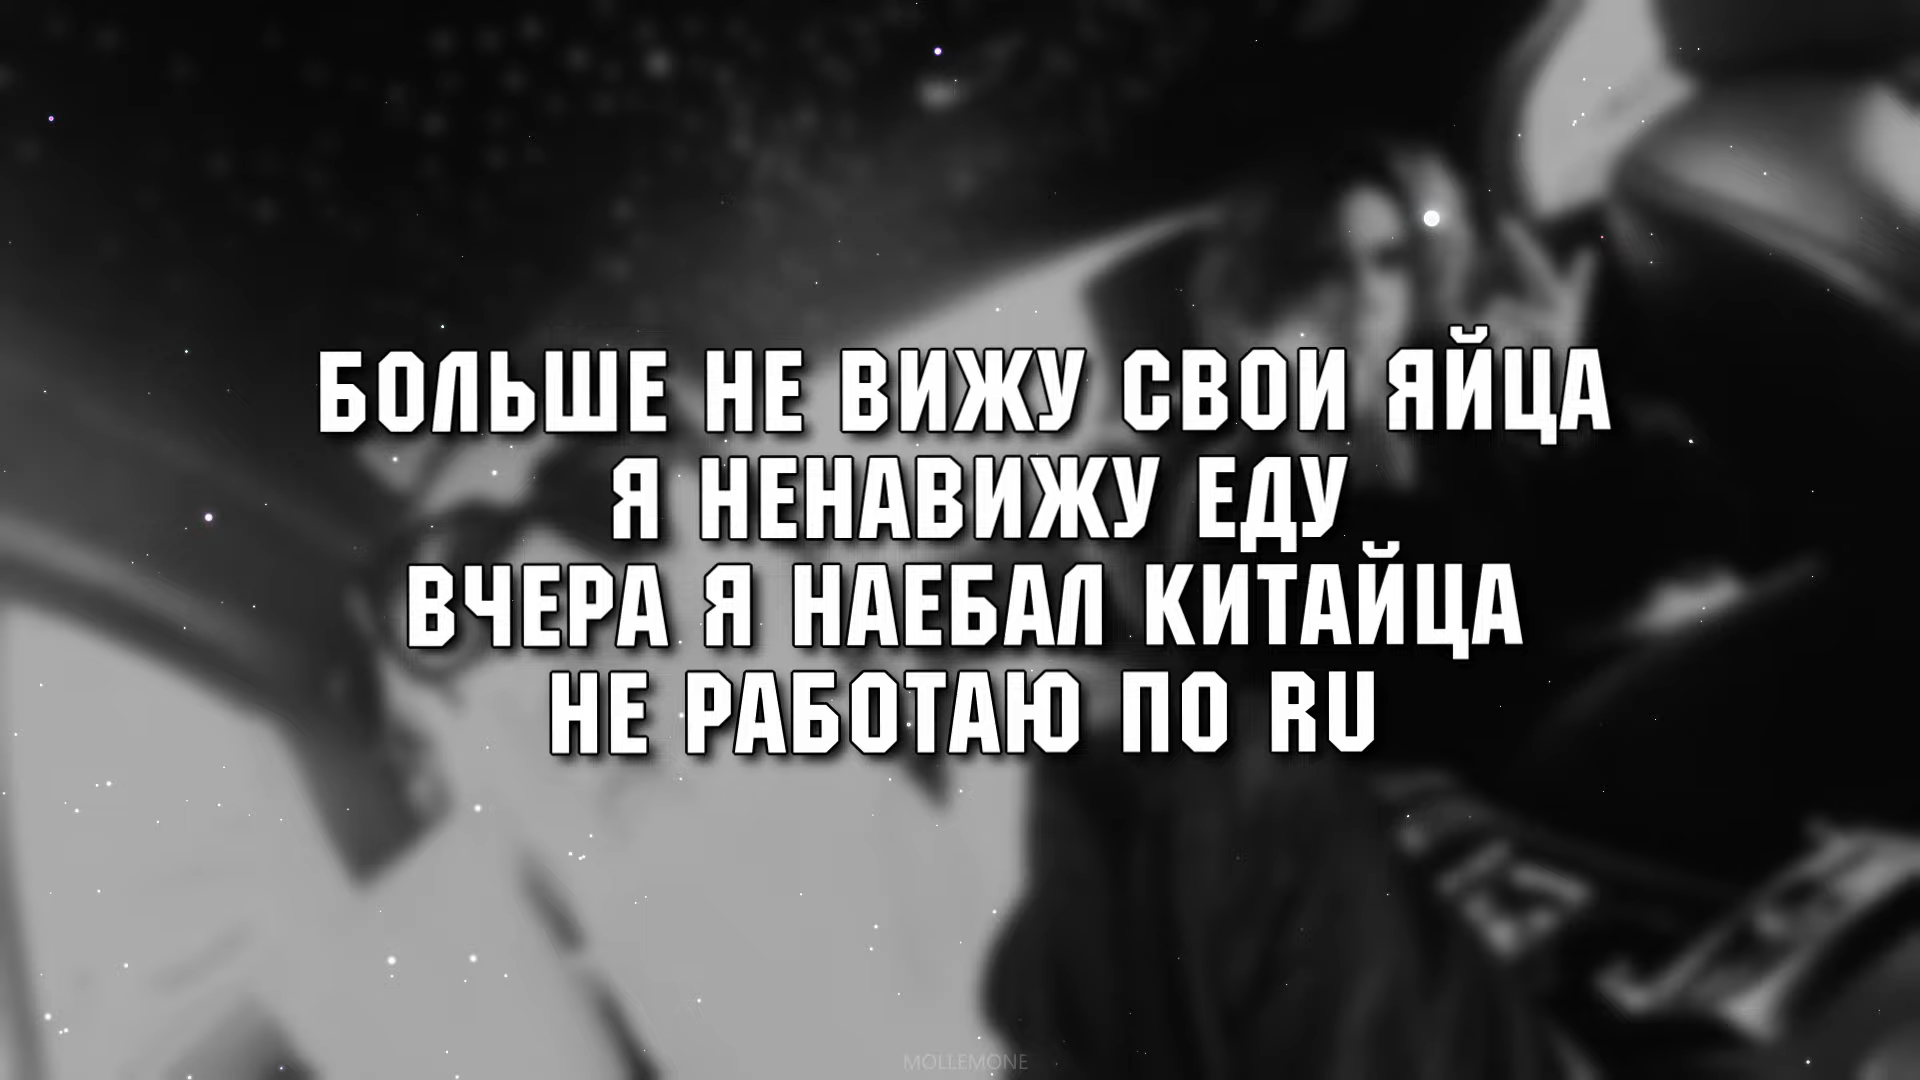 БОЛЬШЕ НЕ ВИЖУ СВОИ ЯЙЦА
Я НЕНАВИЖУ ЕДУ
ВЧЕРА Я НАЕБАЛ КИТАЙЦА
НЕ РАБОТАЮ ПО RU
MOLLEMONE